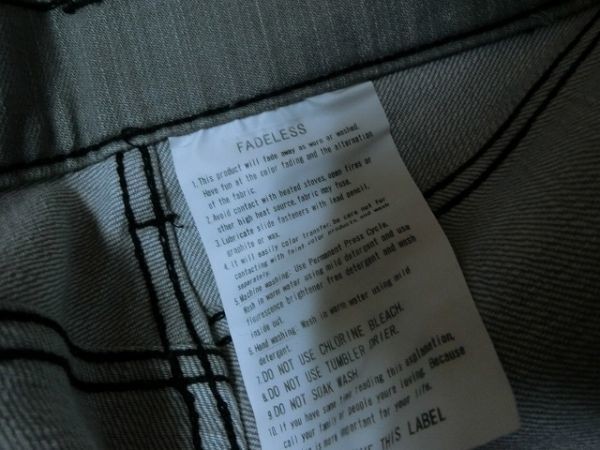 FADELESS
1. This product will fade away as worn or washed.
Have fun of the color fading and the alternation
of the fabric.
2. Avoid contact with heated stoves, open fires or
other high heat source. fabric may fuse.
3. Lubricate slide fasteners with lead pencil,
graphite or wax.
4. it will easily color transfer. Be care not for
contacting with faint color products and wash
separately.
5. Machine washing: Use Permanent Press Cycle.
Wash in warm water using mild detergent and use
fluorescence brightener free detergent and wash
inside out.
6. Hand washing: Wash in warm water using mild
detergent.
7. DO NOT USE CHLORINE BLEACH.
8. DO NOT USE TUMBLER DRIER.
9. DO NOT SOAK WASH.
10. if you have some time reading this explanation,
call your family or people you're loving. Because
is more important for your life.
THIS LABEL